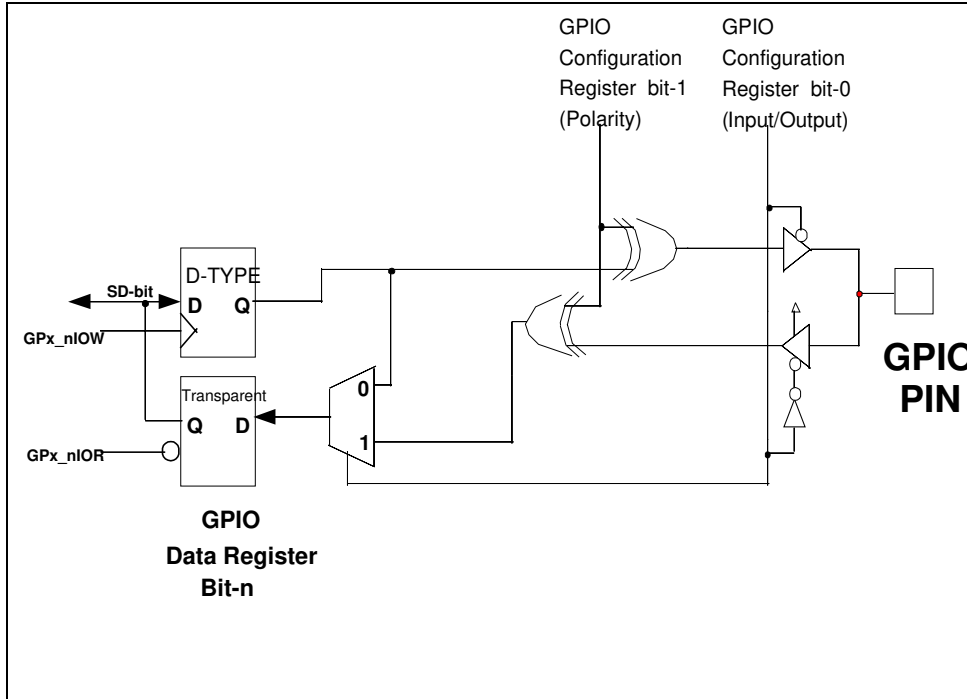 GPIO
Configuration
Register bit-1
(Polarity)
GPIO
Configuration
Register bit-0
(Input/Output)
D-TYPE
SD-bit
D Q
GPx_nIOW
Transparent
Q D
GPx_nIOR
0
1
GPIO
PIN
GPIO
Data Register
Bit-n